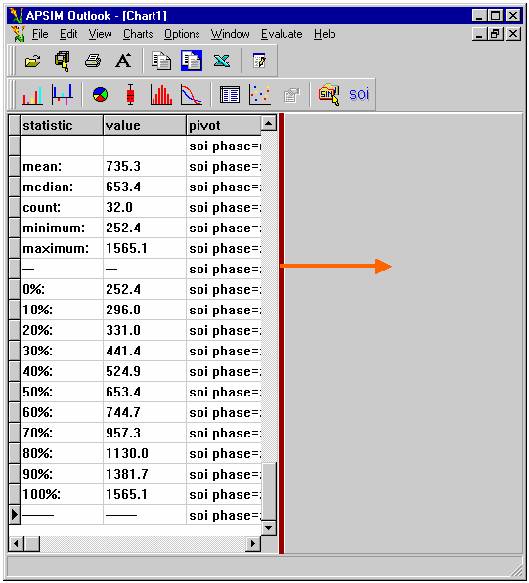 APSIM Outlook - [Chart1]
File Edit View Charts Options Window Evaluate Help
SIN soi
statistic value pivot
soi phase=
mean: 735.3 soi phase=
median: 653.4 soi phase=
count: 32.0 soi phase=
minimum: 252.4 soi phase=
maximum: 1565.1 soi phase=
— — soi phase=
0%: 252.4 soi phase=
10%: 296.0 soi phase=
20%: 331.0 soi phase=
30%: 441.4 soi phase=
40%: 524.9 soi phase=
50%: 653.4 soi phase=
60%: 744.7 soi phase=
70%: 957.3 soi phase=
80%: 1130.0 soi phase=
90%: 1381.7 soi phase=
100%: 1565.1 soi phase=
—— —— soi phase=